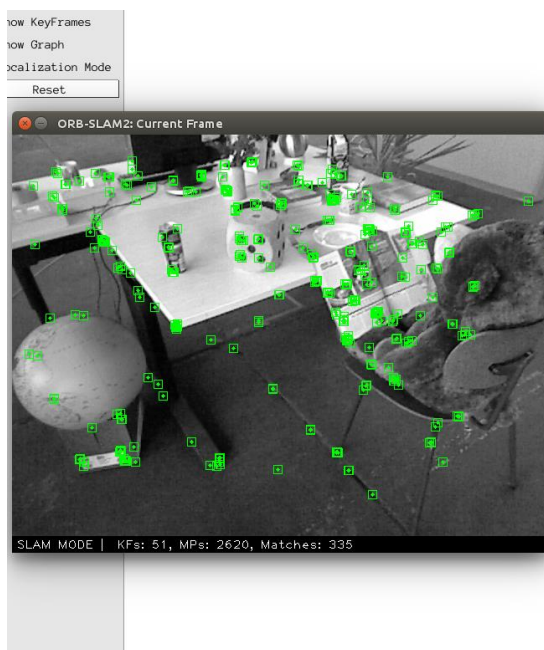 how KeyFrames
how Graph
ocalization Mode
Reset
ORB-SLAM2: Current Frame
SLAM MODE | KFs: 51, MPs: 2620, Matches: 335